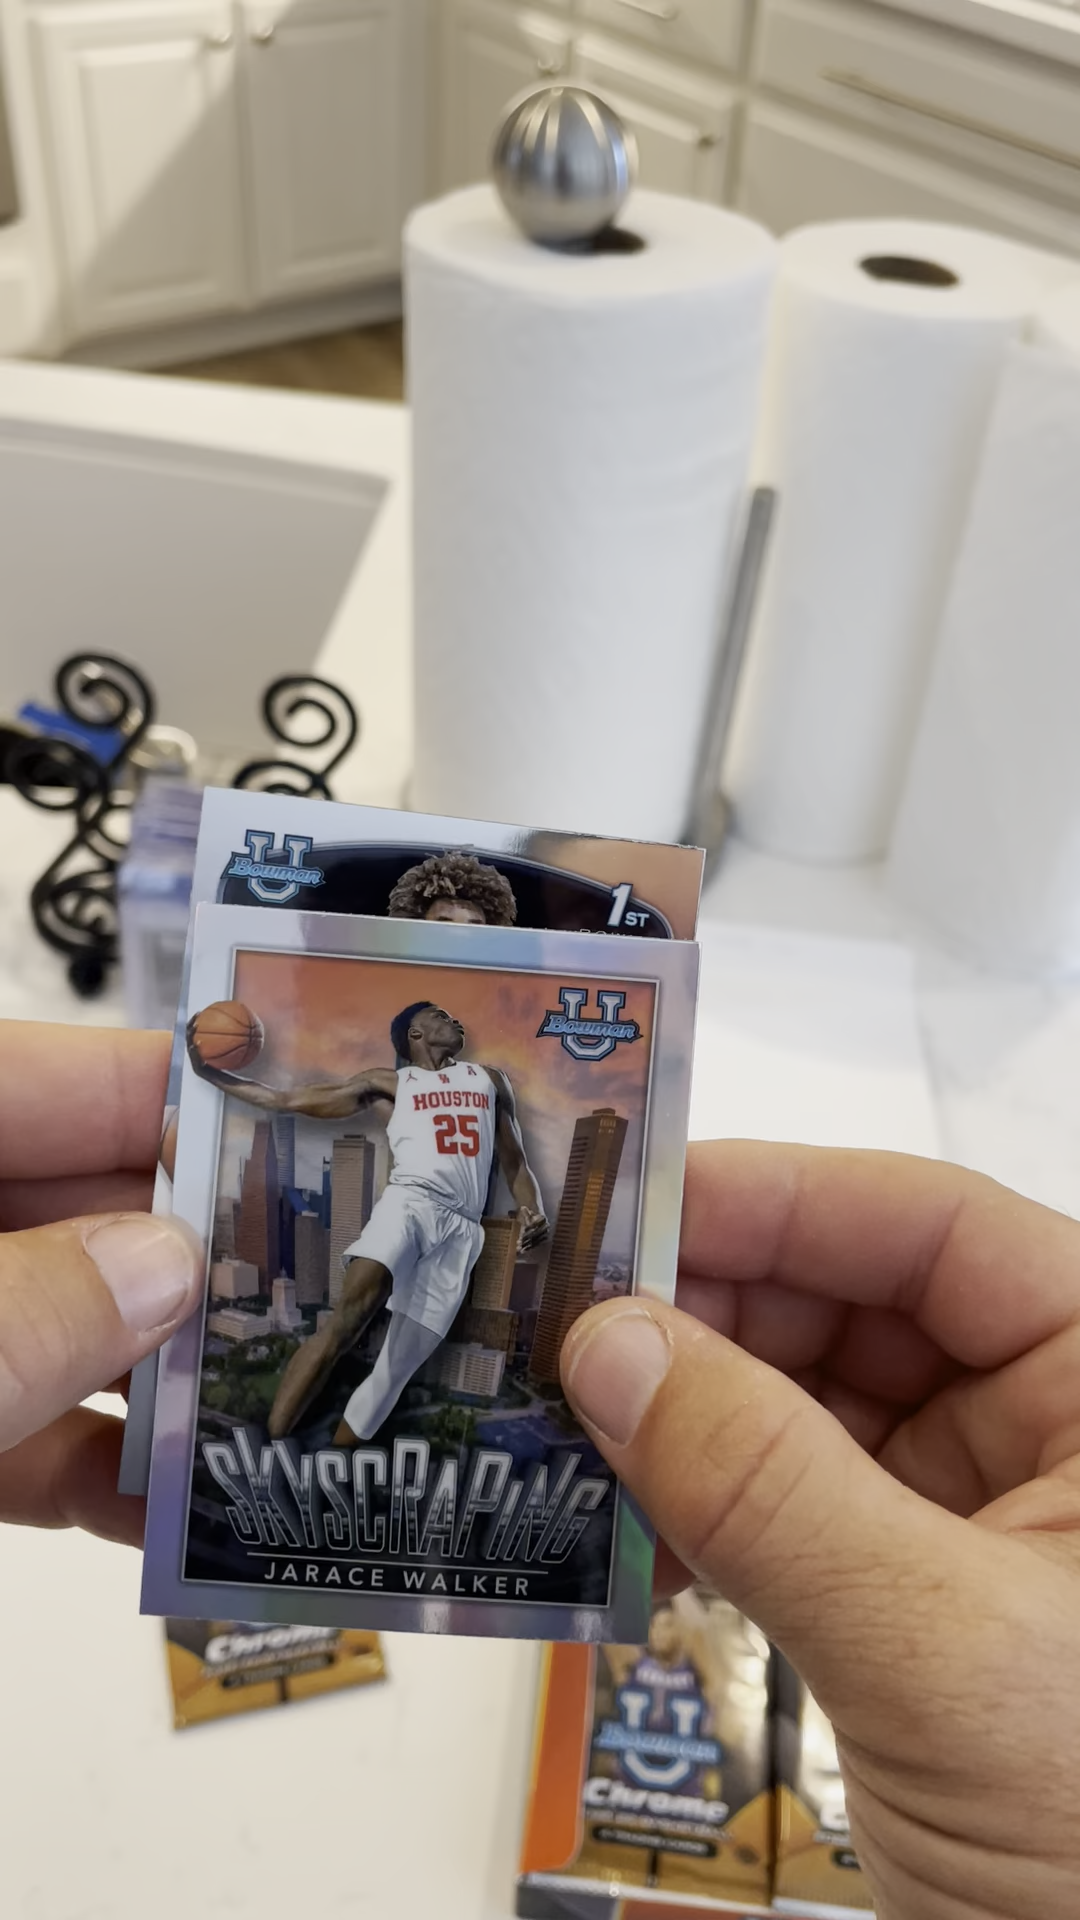 U
Bowman
1ST
U
Bowman
HOUSTON
25
SKYSCRAPING
JARACE WALKER
Chrome
U
Bowman
Chrome